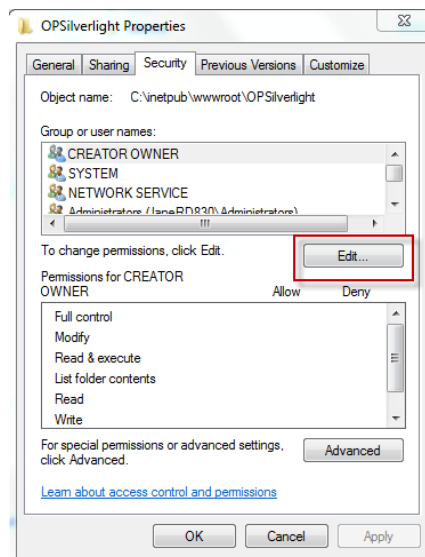 OPSilverlight Properties
General Sharing Security Previous Versions Customize
Object name: C:\inetpub\wwwroot\OPSilverlight
Group or user names:
CREATOR OWNER
SYSTEM
NETWORK SERVICE
Administrators (JaneRD830\Administrators)
To change permissions, click Edit.
Edit...
Permissions for CREATOR
OWNER Allow Deny
Full control
Modify
Read & execute
List folder contents
Read
Write
For special permissions or advanced settings,
click Advanced.
Advanced
Learn about access control and permissions
OK Cancel Apply